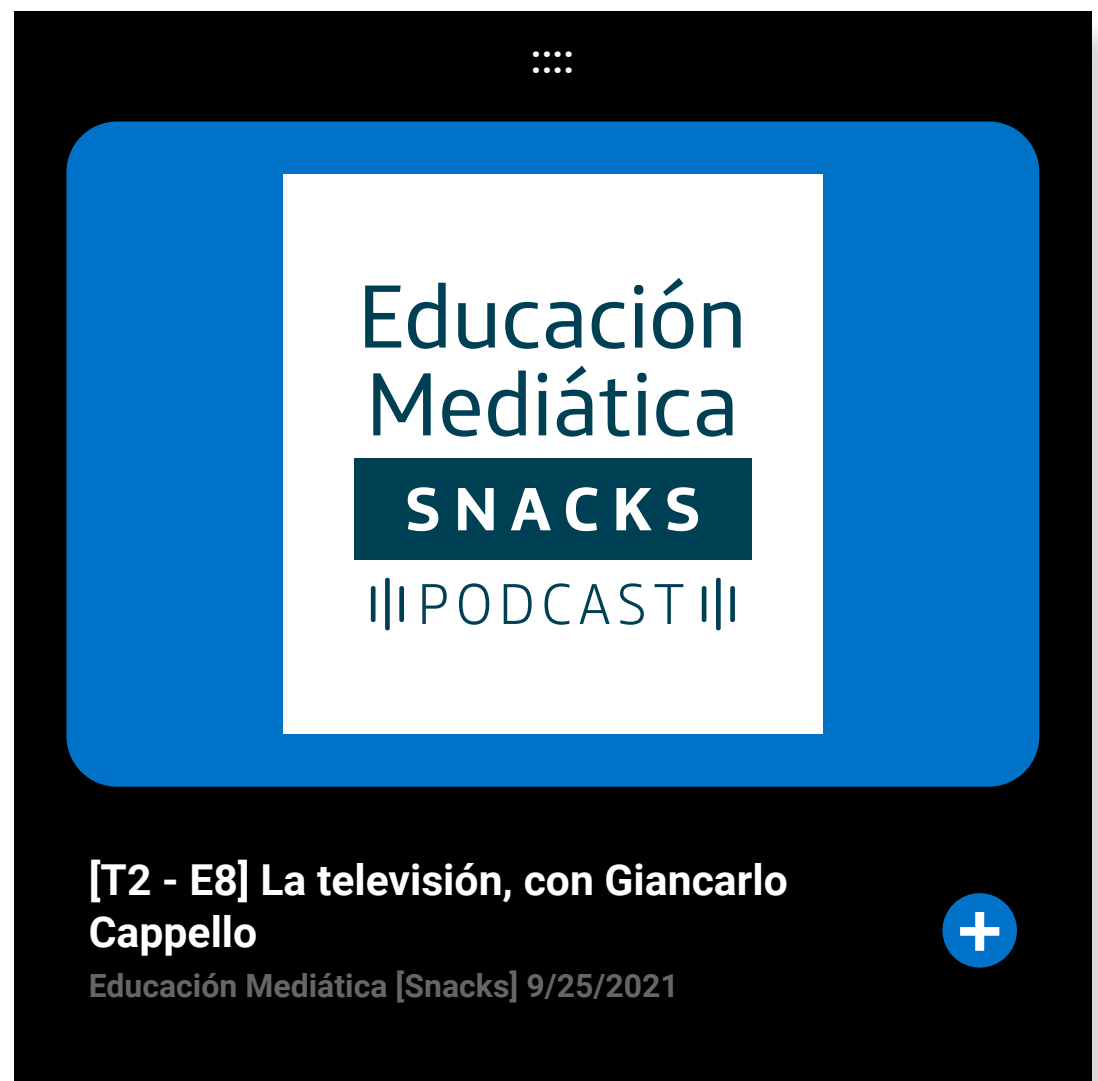 Educación
Mediática
SNACKS
PODCAST
[T2 - E8] La televisión, con Giancarlo
Cappello
Educación Mediática [Snacks] 9/25/2021